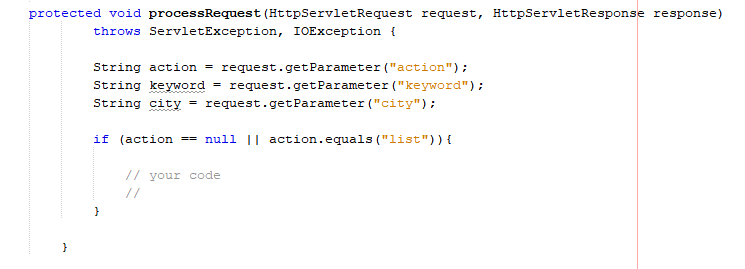 protected void processRequest(HttpServletRequest request, HttpServletResponse response)
throws ServletException, IOException {
String action = request.getParameter("action");
String keyword = request.getParameter("keyword");
String city = request.getParameter("city");
if (action == null || action.equals("list")){
// your code
//
}
}